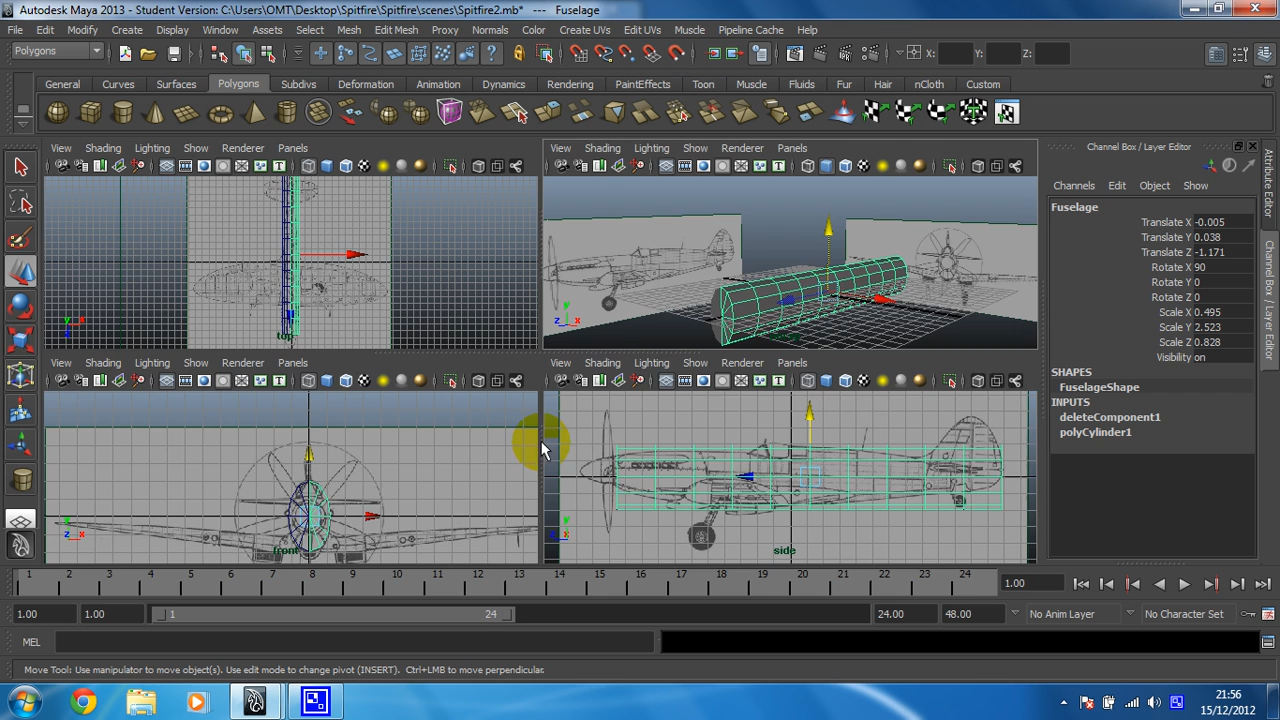 Autodesk Maya 2013 - Student Version: C:\Users\OMT\Desktop\Spitfire\Spitfire\scenes\Spitfire2.mb* --- Fuselage
File Edit Modify Create Display Window Assets Select Mesh Edit Mesh Proxy Normals Color Create UVs Edit UVs Muscle Pipeline Cache Help
Polygons X: Y: Z:
General Curves Surfaces Polygons Subdivs Deformation Animation Dynamics Rendering PaintEffects Toon Muscle Fluids Fur Hair nCloth Custom
View Shading Lighting Show Renderer Panels
View Shading Lighting Show Renderer Panels
Channel Box / Layer Editor
Channels Edit Object Show
Fuselage
Translate X -0.005
Translate Y 0.038
Translate Z -1.171
Rotate X 90
Rotate Y 0
Rotate Z 0
Scale X 0.495
Scale Y 2.523
Scale Z 0.828
Visibility on
SHAPES
FuselageShape
INPUTS
deleteComponent1
polyCylinder1
Attribute Editor
Channel Box / Layer Editor
y x z
top
y z x
View Shading Lighting Show Renderer Panels
View Shading Lighting Show Renderer Panels
y z x
front
y z x
side
1 2 3 4 5 6 7 8 9 10 11 12 13 14 15 16 17 18 19 20 21 22 23 24
1.00
1.00 1.00 1 24 24.00 48.00 No Anim Layer No Character Set
MEL
Move Tool: Use manipulator to move object(s). Use edit mode to change pivot (INSERT). Ctrl+LMB to move perpendicular.
21:56
15/12/2012